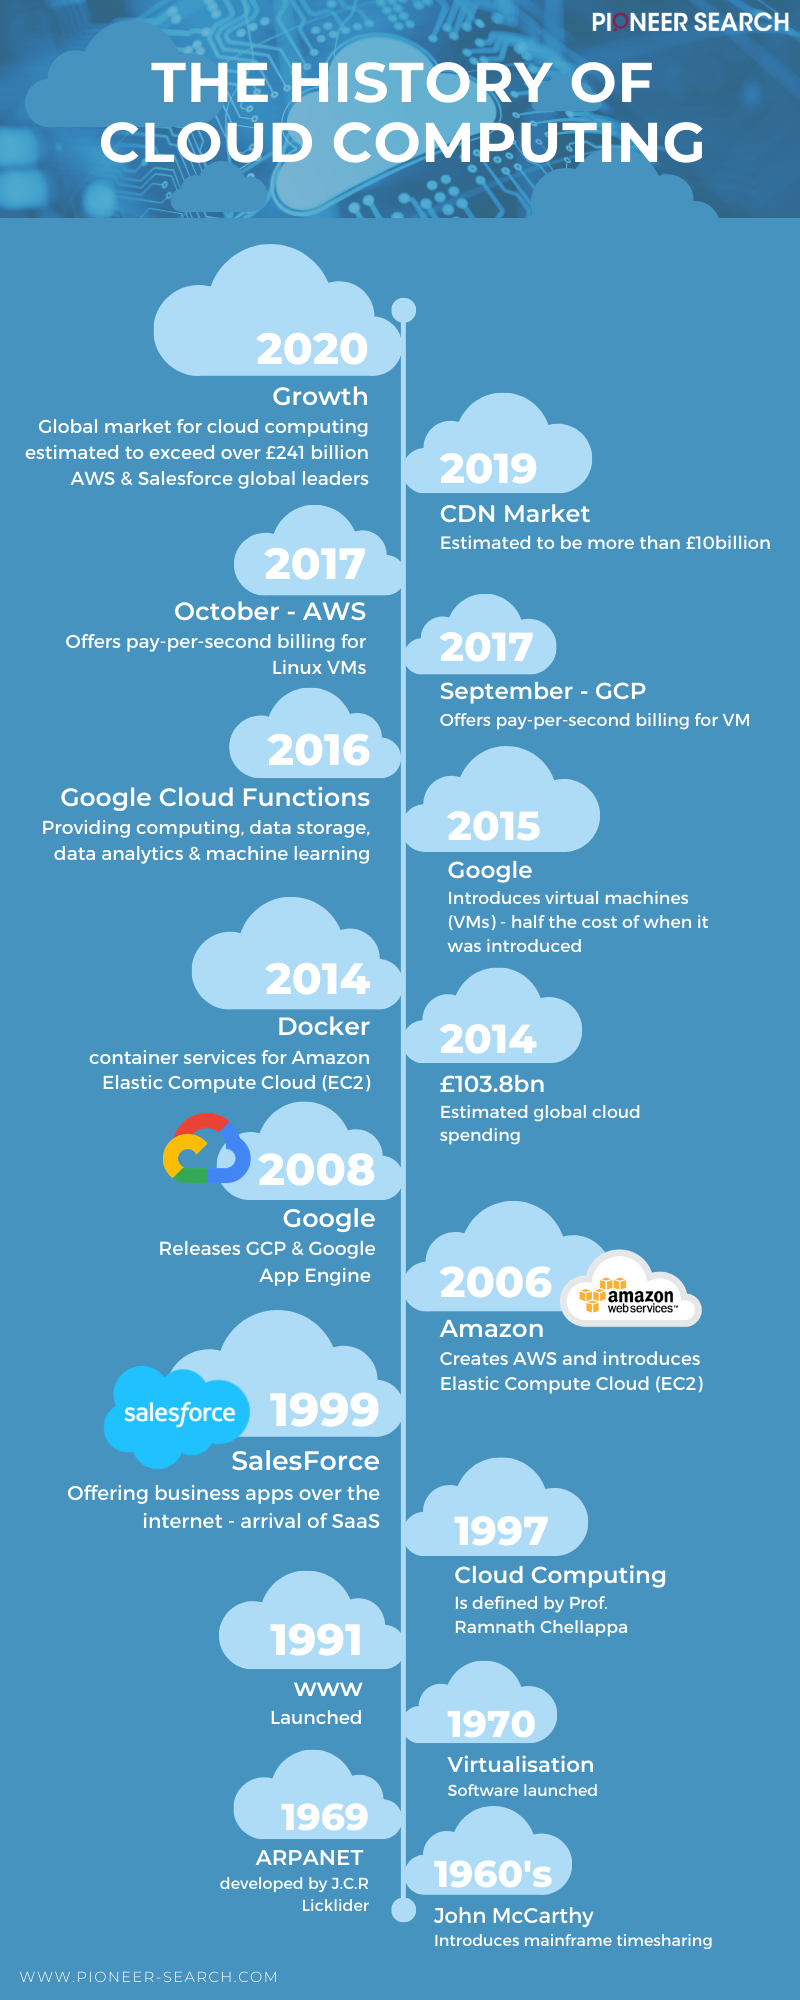 PIONEER SEARCH
THE HISTORY OF
CLOUD COMPUTING
2020
Growth
Global market for cloud computing
estimated to exceed over £241 billion
AWS & Salesforce global leaders
2019
CDN Market
Estimated to be more than £10billion
2017
October - AWS
Offers pay-per-second billing for
Linux VMs
2017
September - GCP
Offers pay-per-second billing for VM
2016
Google Cloud Functions
Providing computing, data storage,
data analytics & machine learning
2015
Google
Introduces virtual machines
(VMs) - half the cost of when it
was introduced
2014
Docker
container services for Amazon
Elastic Compute Cloud (EC2)
2014
£103.8bn
Estimated global cloud
spending
2008
Google
Releases GCP & Google
App Engine
2006
amazon
webservices™
Amazon
Creates AWS and introduces
Elastic Compute Cloud (EC2)
salesforce
1999
SalesForce
Offering business apps over the
internet - arrival of SaaS
1997
Cloud Computing
Is defined by Prof.
Ramnath Chellappa
1991
www
Launched
1970
Virtualisation
Software launched
1969
ARPANET
developed by J.C.R
Licklider
1960's
John McCarthy
Introduces mainframe timesharing
WWW.PIONEER-SEARCH.COM